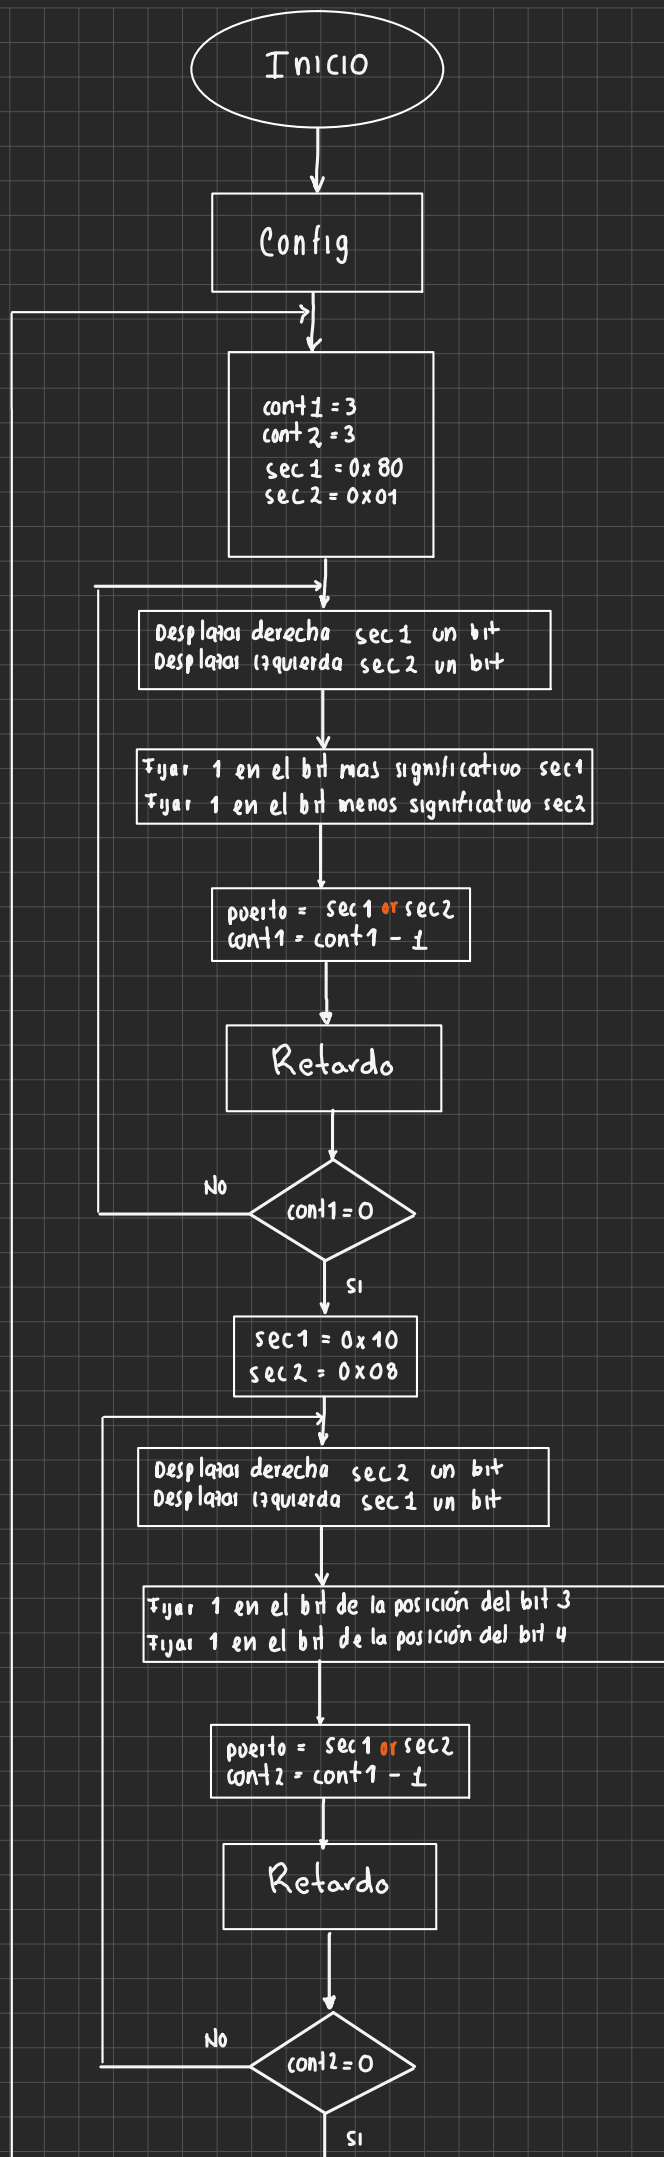 Inicio
Config
cont1 = 3
cont2 = 3
sec1 = 0x80
sec2 = 0x01
Desplazar derecha sec1 un bit
Desplazar izquierda sec2 un bit
Fijar 1 en el bit mas significativo sec1
Fijar 1 en el bit menos significativo sec2
puerto = sec1 or sec2
cont1 = cont1 - 1
Retardo
NO
cont1=0
SI
sec1 = 0x10
sec2 = 0x08
Desplazar derecha sec2 un bit
Desplazar izquierda sec1 un bit
Fijar 1 en el bit de la posición del bit 3
Fijar 1 en el bit de la posición del bit 4
puerto = sec1 or sec2
cont2 = cont1 - 1
Retardo
NO
cont2=0
SI